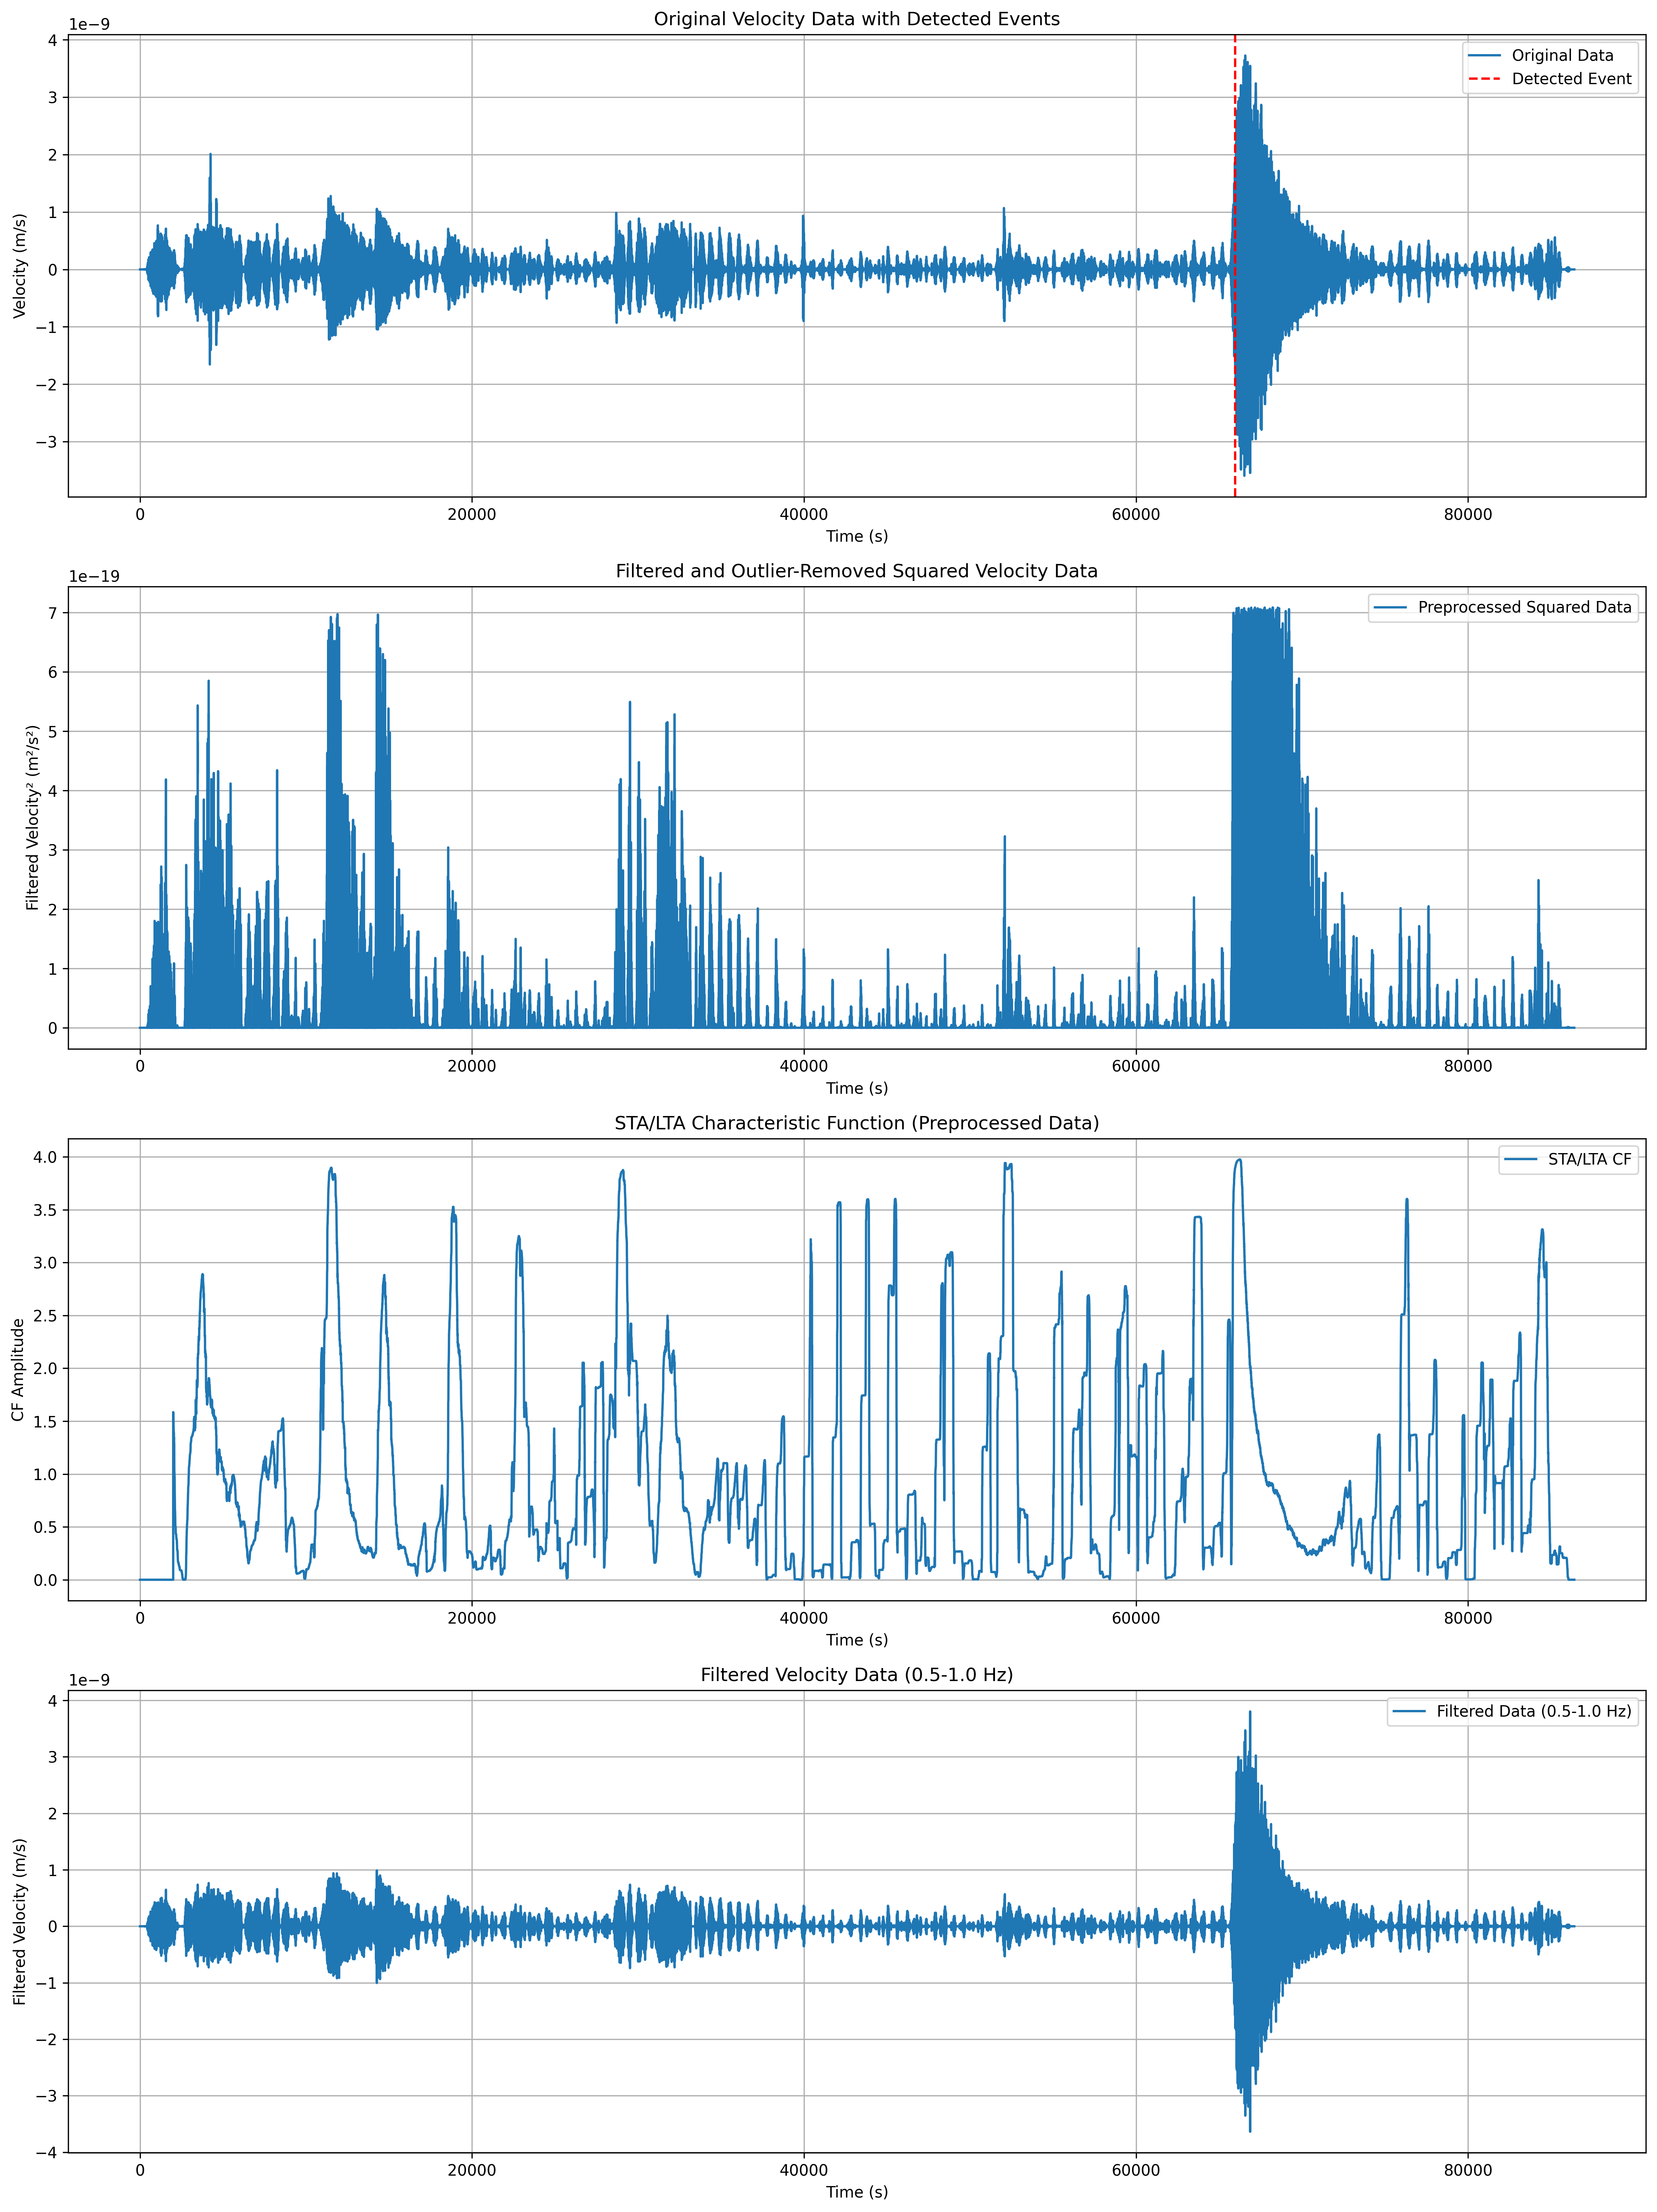 Original Velocity Data with Detected Events
1e−9
4
3
2
1
0
−1
−2
−3
Velocity (m/s)
Original Data
Detected Event
0 20000 40000 60000 80000
Time (s)
Filtered and Outlier-Removed Squared Velocity Data
1e−19
7
6
5
4
3
2
1
0
Filtered Velocity² (m²/s²)
Preprocessed Squared Data
0 20000 40000 60000 80000
Time (s)
STA/LTA Characteristic Function (Preprocessed Data)
4.0
3.5
3.0
2.5
2.0
1.5
1.0
0.5
0.0
CF Amplitude
STA/LTA CF
0 20000 40000 60000 80000
Time (s)
Filtered Velocity Data (0.5-1.0 Hz)
1e−9
4
3
2
1
0
−1
−2
−3
−4
Filtered Velocity (m/s)
Filtered Data (0.5-1.0 Hz)
0 20000 40000 60000 80000
Time (s)